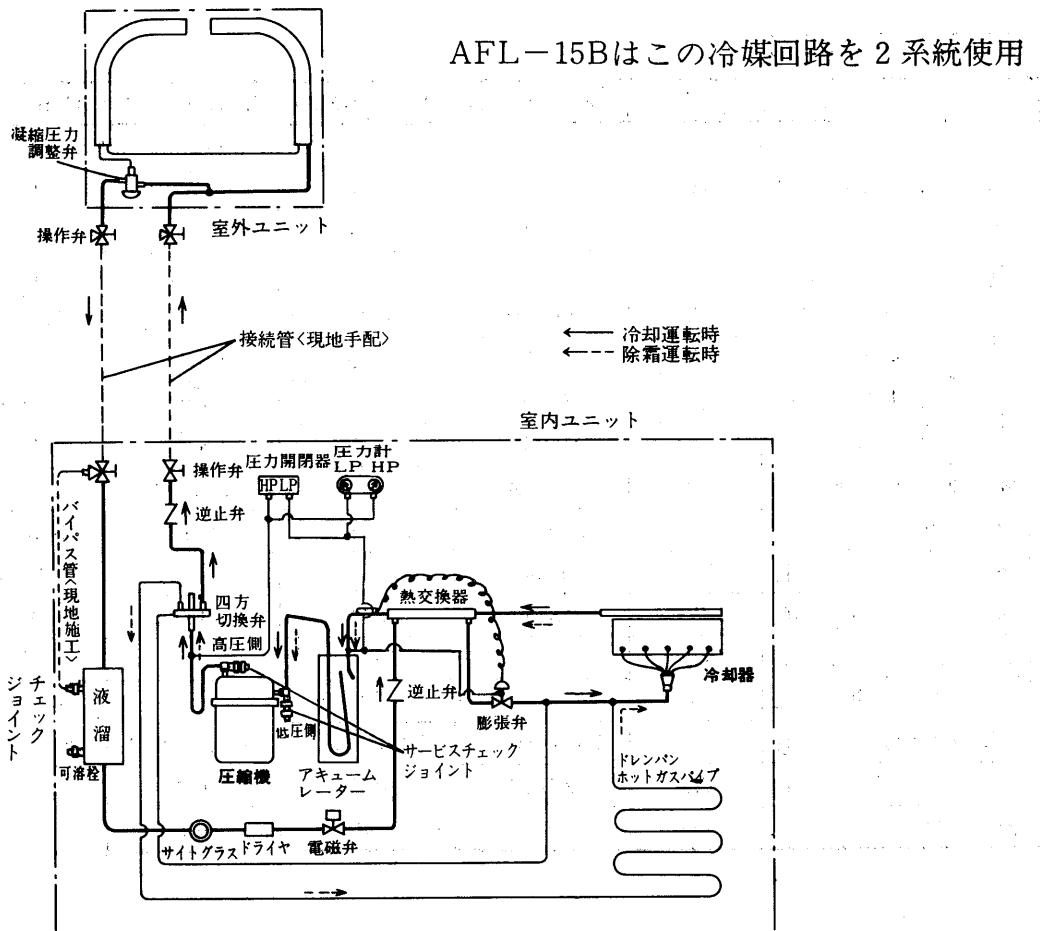 AFL－15Bはこの冷媒回路を2系統使用
凝縮圧力
調整弁
室外ユニット
操作弁
接続管〈現地手配〉
冷却運転時
除霜運転時
室内ユニット
操作弁
圧力開閉器
圧力計
LP HP
HP LP
逆止弁
バイパス管〈現地施工〉
四方
切換弁
高圧側
熱交換器
冷却器
チェック
ジョイント
液溜
逆止弁
膨張弁
低圧側
サービスチェック
ジョイント
可溶栓
圧縮機
アキューム
レーター
ドレンパン
ホットガスパイプ
サイトグラス
ドライヤ
電磁弁